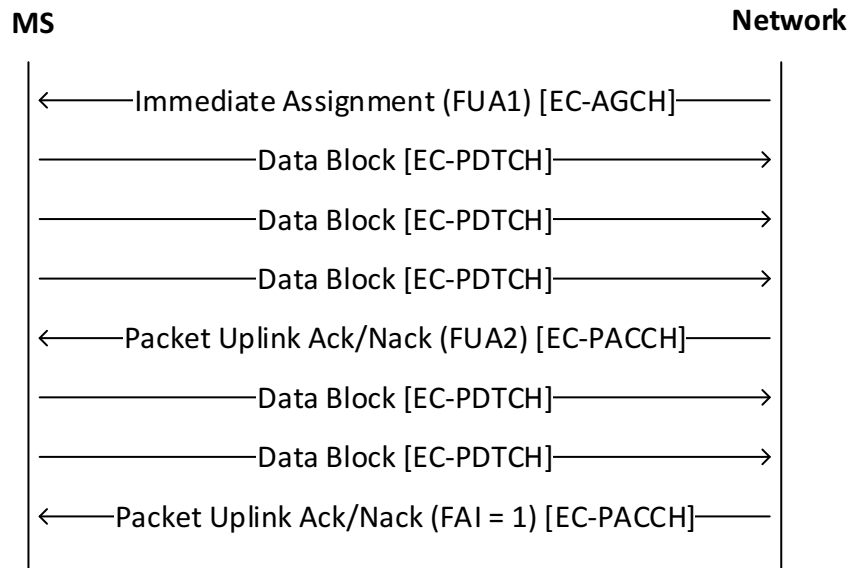 MS
Network
Immediate Assignment (FUA1) [EC-AGCH]
Data Block [EC-PDTCH]
Data Block [EC-PDTCH]
Data Block [EC-PDTCH]
Packet Uplink Ack/Nack (FUA2) [EC-PACCH]
Data Block [EC-PDTCH]
Data Block [EC-PDTCH]
Packet Uplink Ack/Nack (FAI = 1) [EC-PACCH]